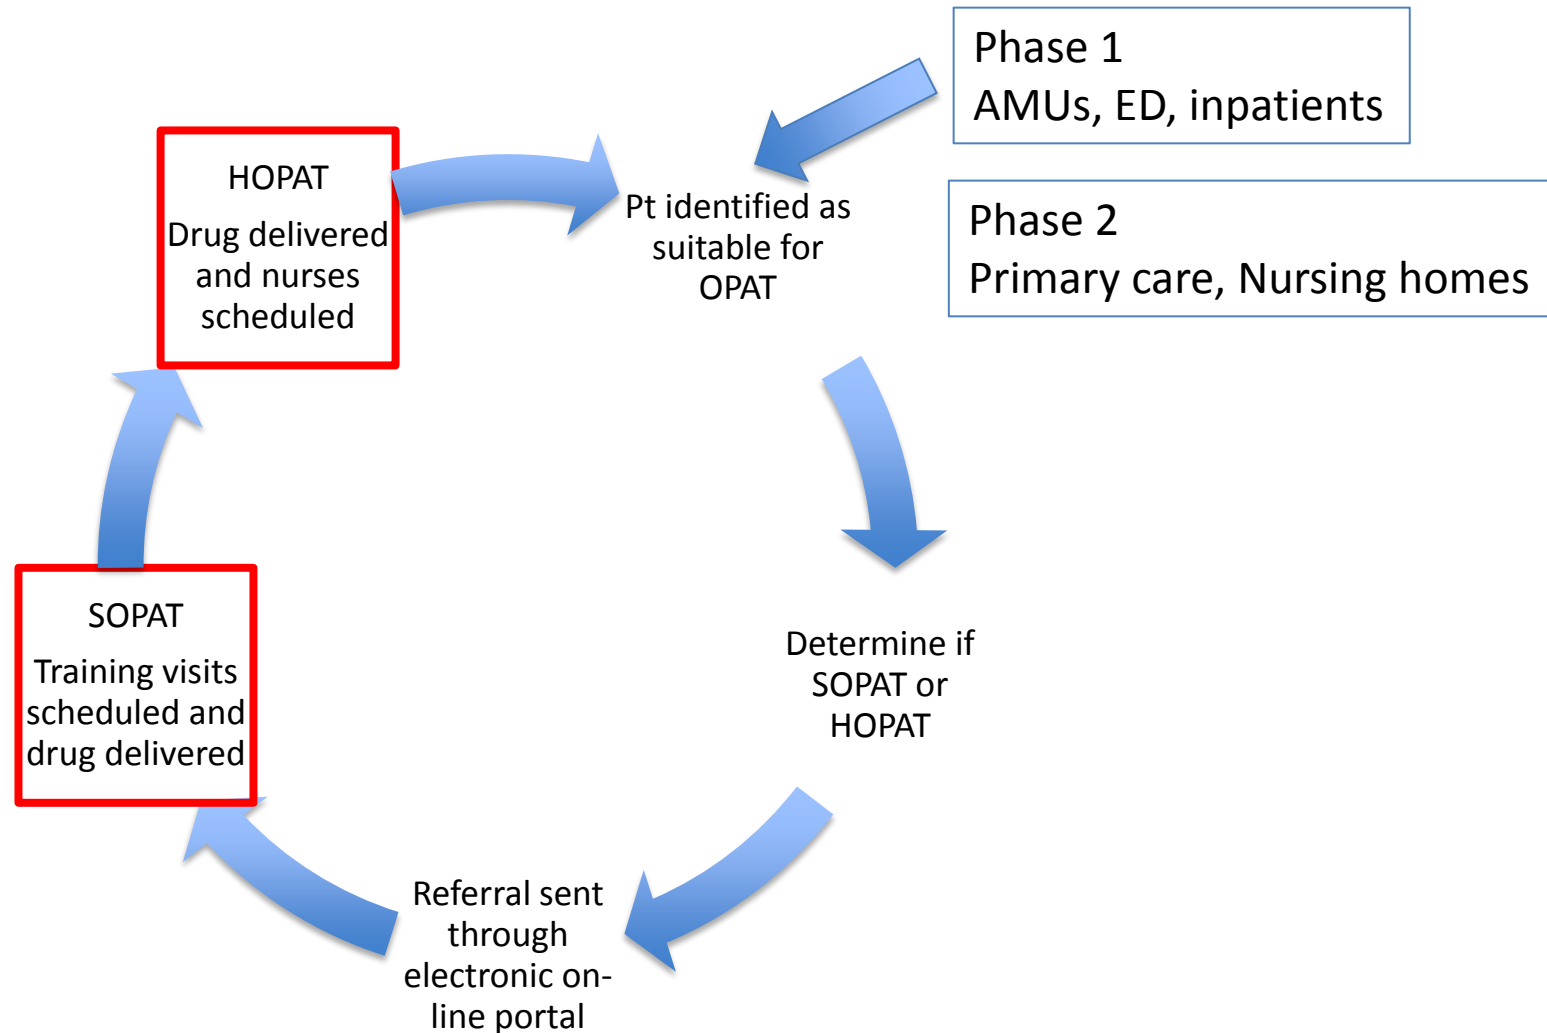 Phase 1
AMUs, ED, inpatients
Phase 2
Primary care, Nursing homes
Pt identified as
suitable for
OPAT
Determine if
SOPAT or
HOPAT
Referral sent
through
electronic on-
line portal
SOPAT
Training visits
scheduled and
drug delivered
HOPAT
Drug delivered
and nurses
scheduled